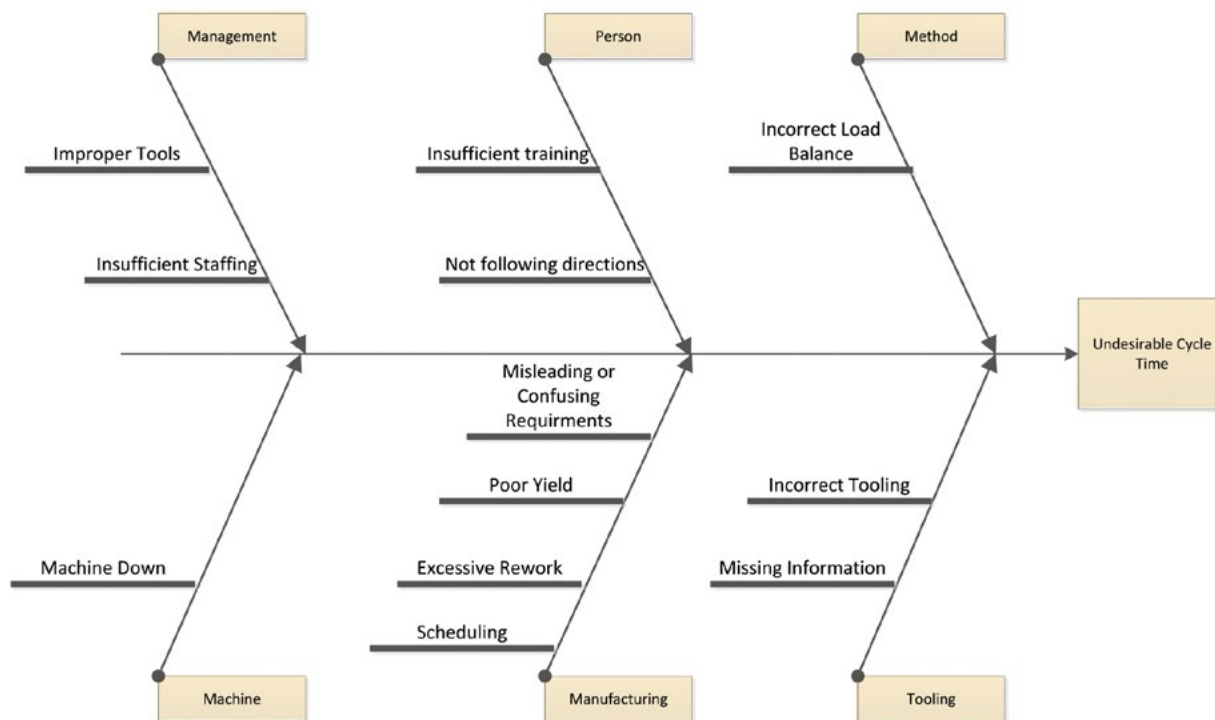 Management
Person
Method
Improper Tools
Insufficient training
Incorrect Load
Balance
Insufficient Staffing
Not following directions
Undesirable Cycle
Time
Misleading or
Confusing
Requirments
Poor Yield
Incorrect Tooling
Machine Down
Excessive Rework
Missing Information
Scheduling
Machine
Manufacturing
Tooling